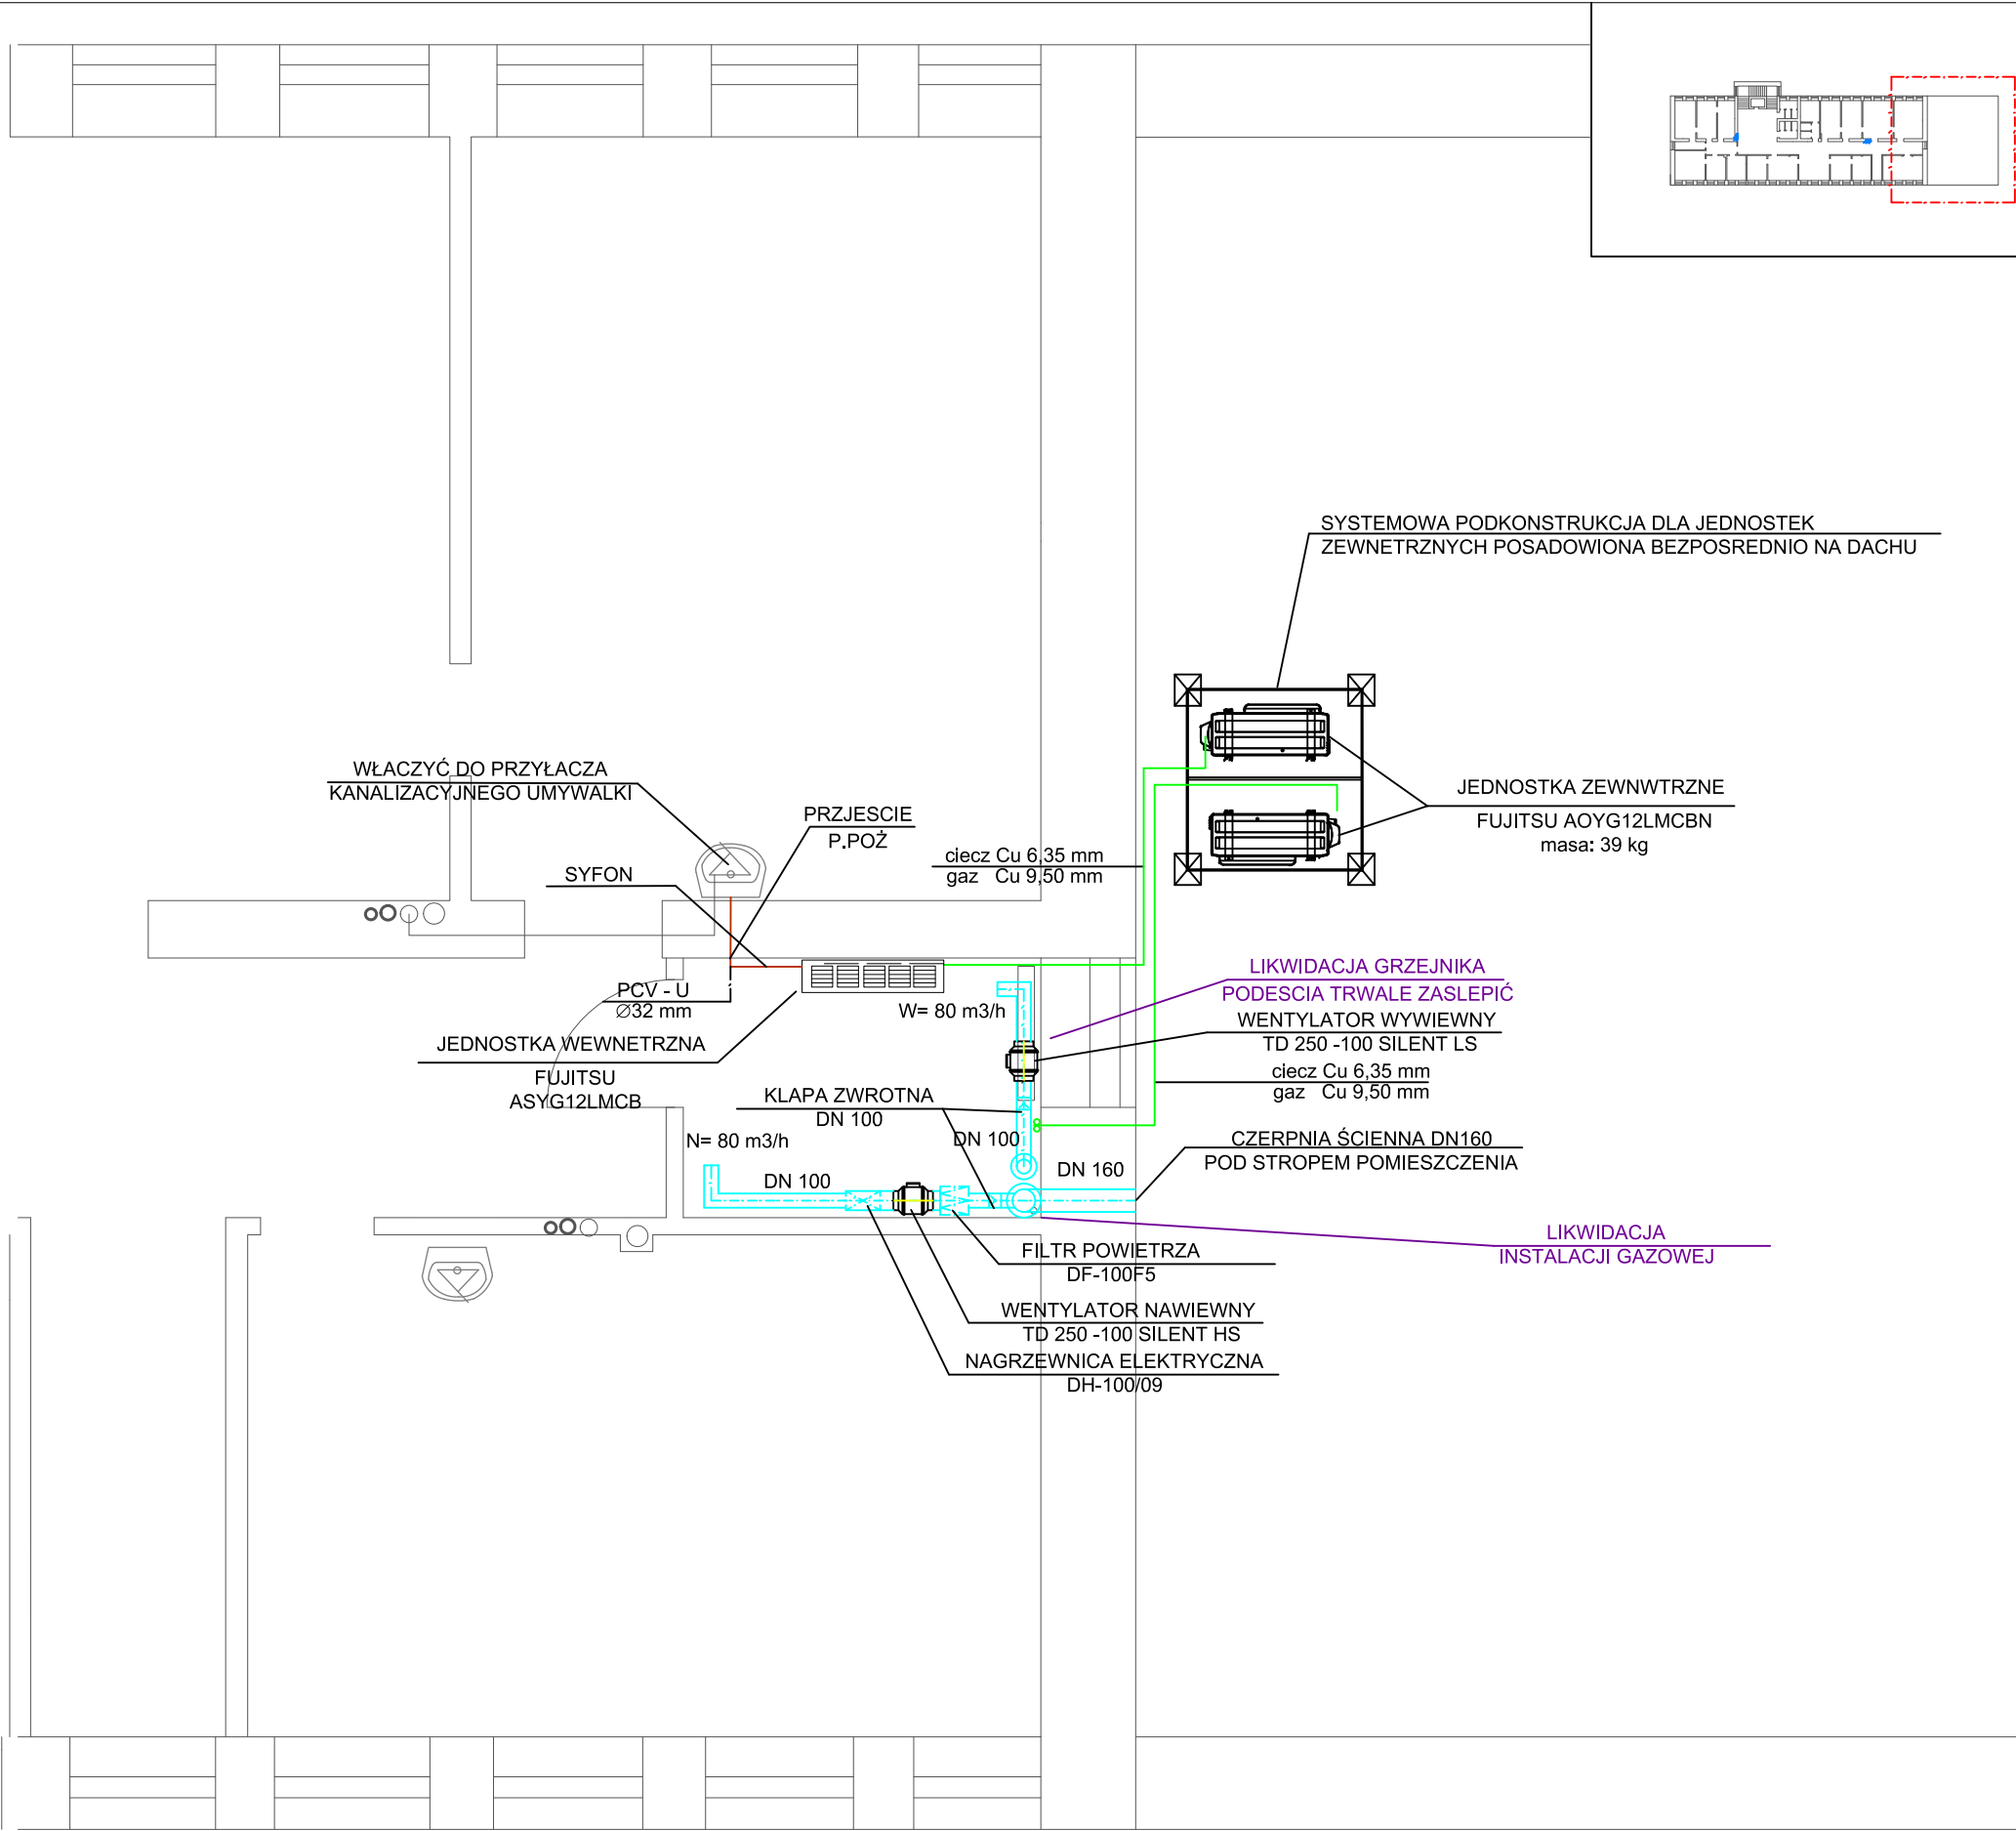 SYSTEMOWA PODKONSTRUKCJA DLA JEDNOSTEK
ZEWNETRZNYCH POSADOWIONA BEZPOSREDNIO NA DACHU
WŁACZYĆ DO PRZYŁACZA
KANALIZACYJNEGO UMYWALKI
PRZJESCIE
P.POŻ
JEDNOSTKA ZEWNWTRZNE
FUJITSU AOYG12LMCBN
masa: 39 kg
ciecz Cu 6,35 mm
gaz Cu 9,50 mm
SYFON
LIKWIDACJA GRZEJNIKA
PODESCIA TRWALE ZASLEPIĆ
PCV - U
Ø32 mm
W= 80 m3/h
WENTYLATOR WYWIEWNY
TD 250 -100 SILENT LS
JEDNOSTKA WEWNETRZNA
FUJITSU
ASYG12LMCB
ciecz Cu 6,35 mm
gaz Cu 9,50 mm
KLAPA ZWROTNA
DN 100
N= 80 m3/h
DN 100
CZERPNIA ŚCIENNA DN160
POD STROPEM POMIESZCZENIA
DN 160
DN 100
LIKWIDACJA
INSTALACJI GAZOWEJ
FILTR POWIETRZA
DF-100F5
WENTYLATOR NAWIEWNY
TD 250 -100 SILENT HS
NAGRZEWNICA ELEKTRYCZNA
DH-100/09